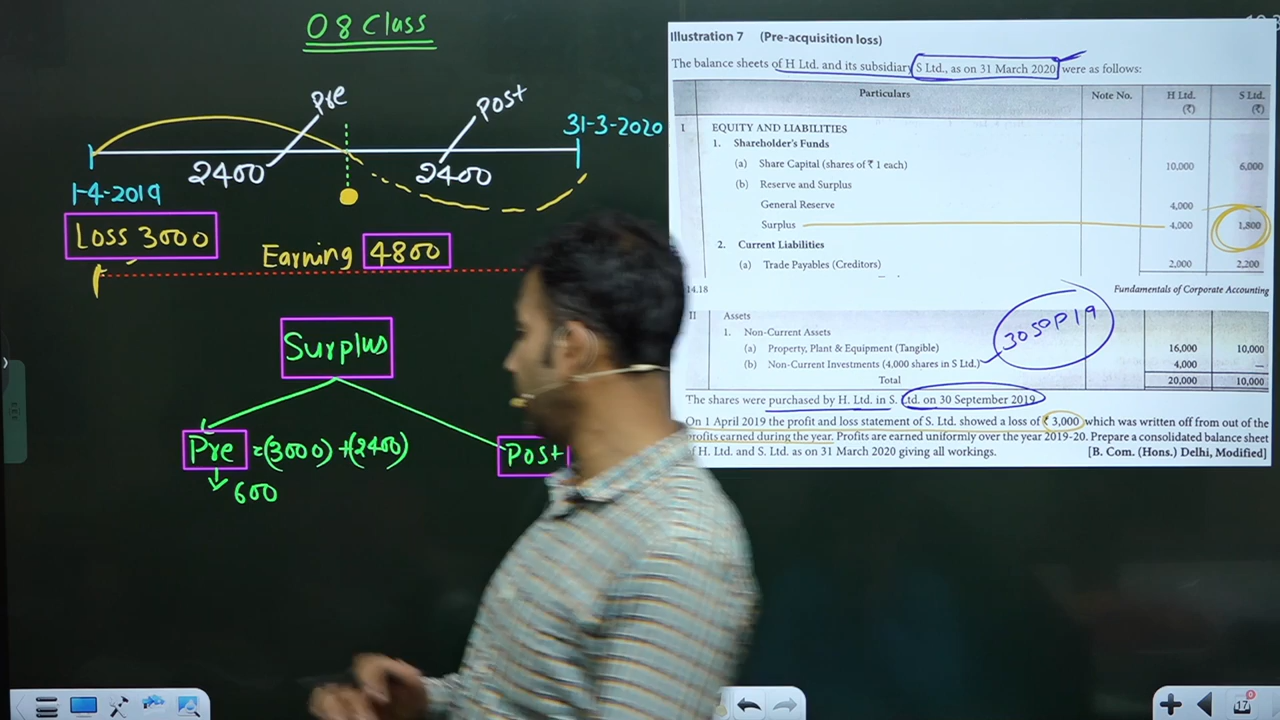 08 Class
Pre
Post
31-3-2020
2400
2400
1-4-2019
Loss 3000
Earning 4800
Surplus
Pre =(3000) +(2400)
Post
600
Illustration 7 (Pre-acquisition loss)
The balance sheets of H Ltd. and its subsidiary S Ltd., as on 31 March 2020 were as follows:
Particulars Note No. H Ltd. S Ltd.
(₹) (₹)
I EQUITY AND LIABILITIES
1. Shareholder's Funds
(a) Share Capital (shares of ₹ 1 each) 10,000 6,000
(b) Reserve and Surplus
General Reserve 4,000 —
Surplus 4,000 1,800
2. Current Liabilities
(a) Trade Payables (Creditors) 2,000 2,200
14.18 Fundamentals of Corporate Accounting
II Assets
1. Non-Current Assets
(a) Property, Plant & Equipment (Tangible) 16,000 10,000
(b) Non-Current Investments (4,000 shares in S Ltd.) 4,000 —
Total 20,000 10,000
The shares were purchased by H. Ltd. in S. Ltd. on 30 September 2019.
On 1 April 2019 the profit and loss statement of S. Ltd. showed a loss of ₹ 3,000 which was written off from out of the
profits earned during the year. Profits are earned uniformly over the year 2019-20. Prepare a consolidated balance sheet
of H. Ltd. and S. Ltd. as on 31 March 2020 giving all workings. [B. Com. (Hons.) Delhi, Modified]
17
0